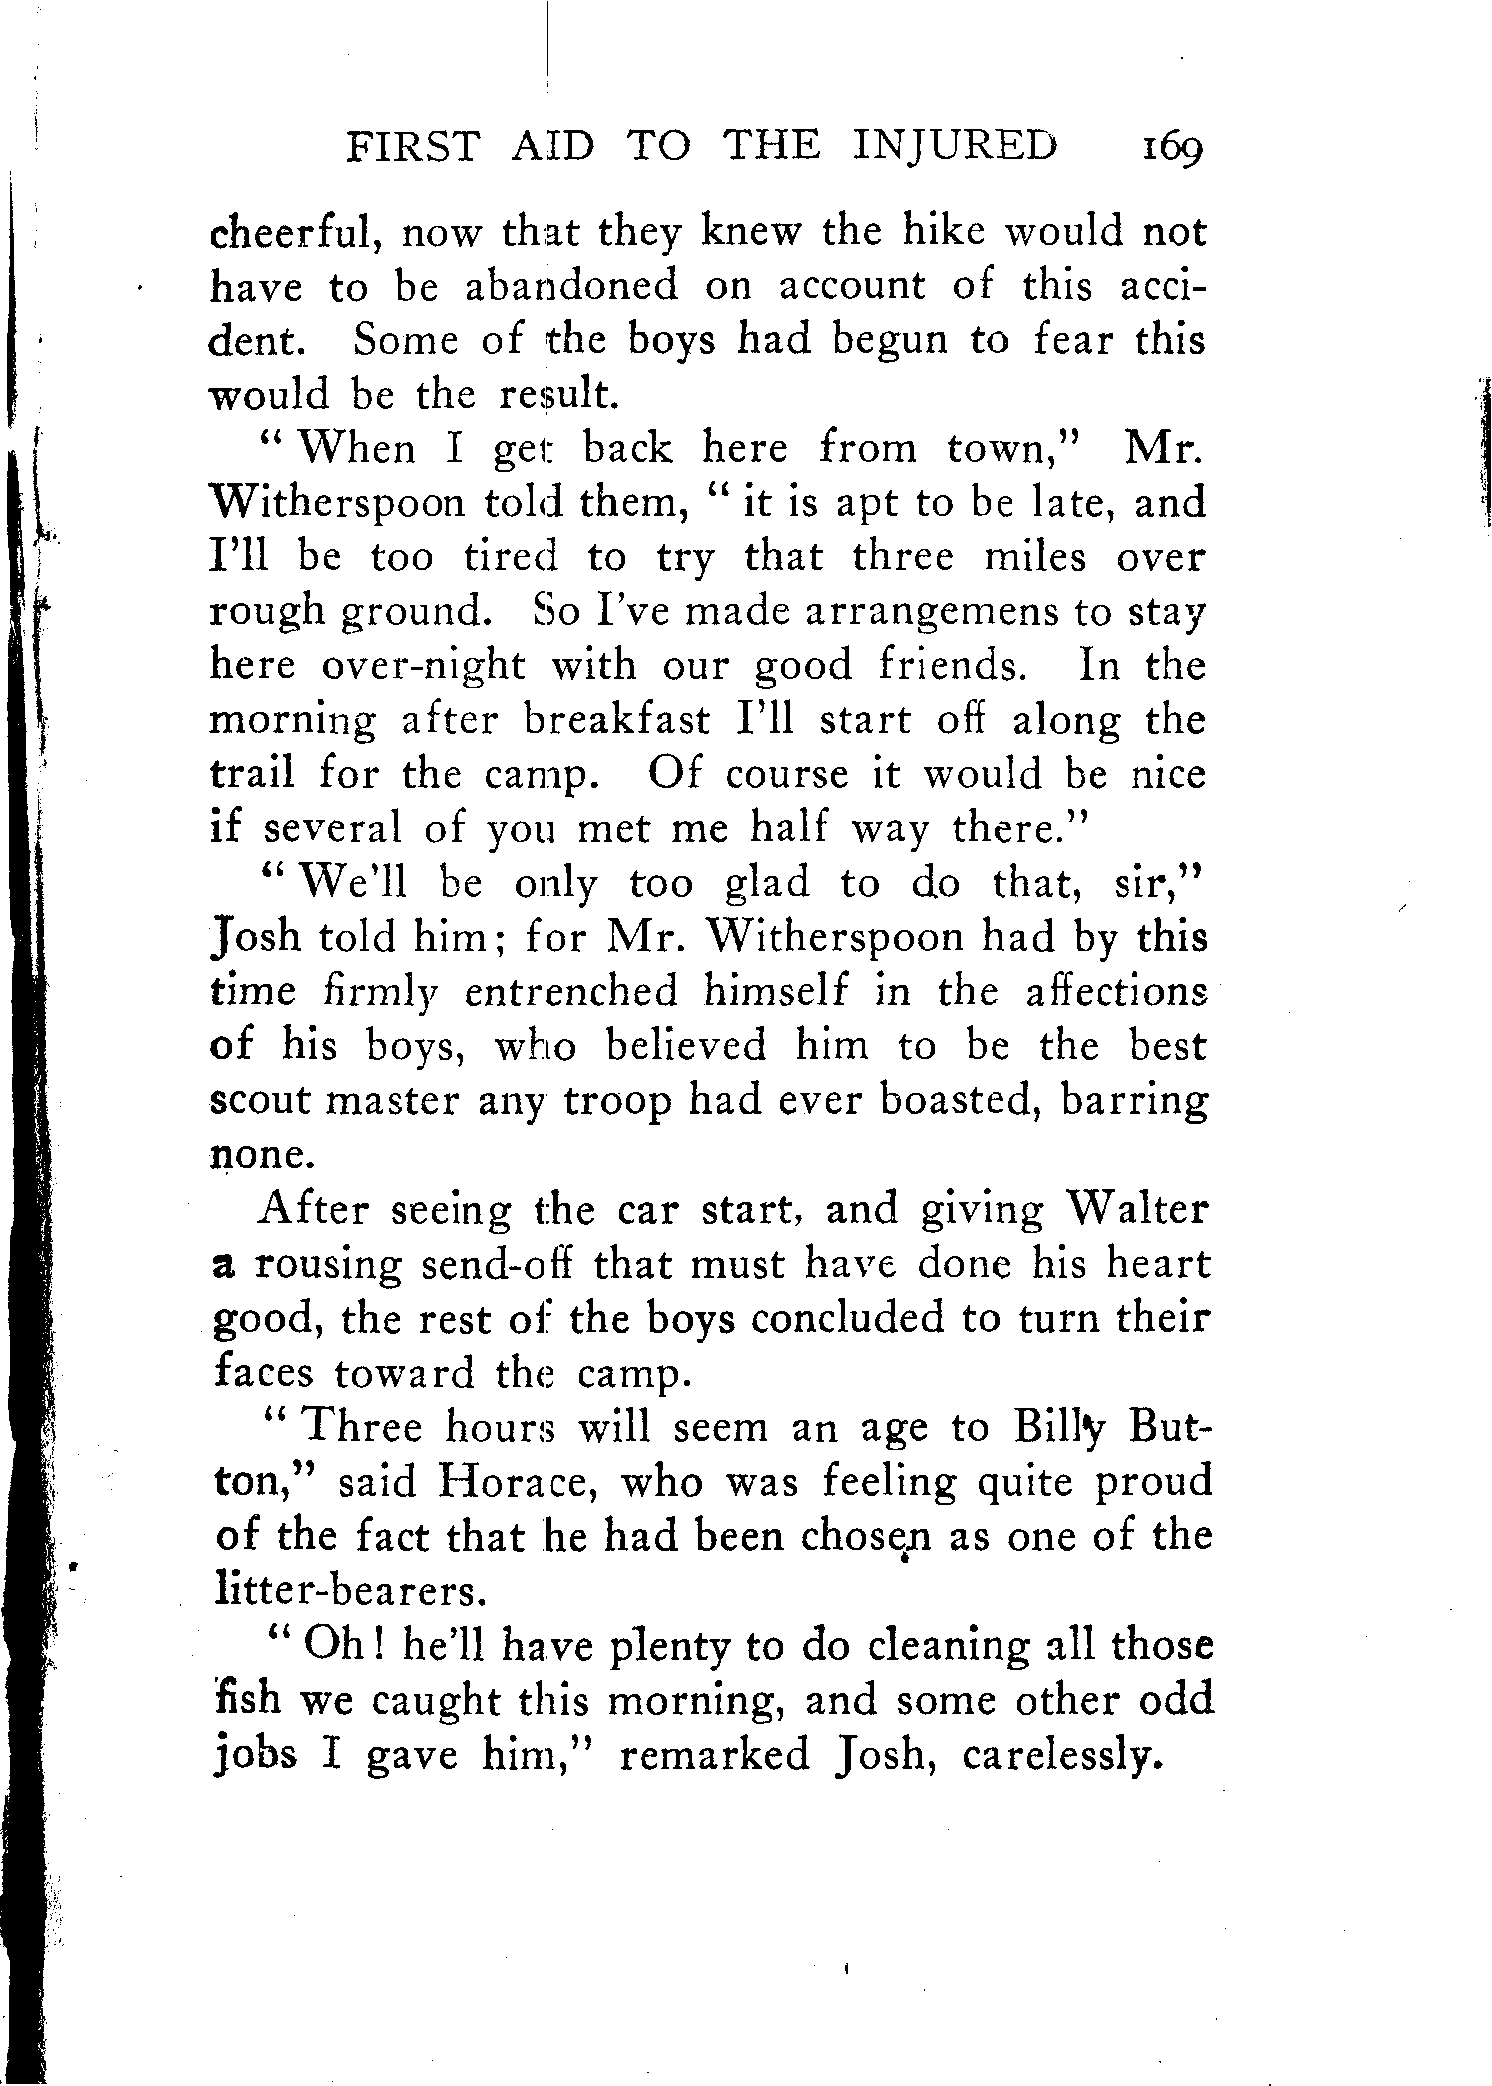 FIRST AID TO THE INJURED 169
cheerful, now that they knew the hike would not
have to be abandoned on account of this acci-
dent. Some of the boys had begun to fear this
would be the result.
" When I get back here from town," Mr.
Witherspoon told them, " it is apt to be late, and
I'll be too tired to try that three miles over
rough ground. So I've made arrangemens to stay
here over-night with our good friends. In the
morning after breakfast I'll start off along the
trail for the camp. Of course it would be nice
if several of you met me half way there."
" We'll be only too glad to do that, sir,"
Josh told him; for Mr. Witherspoon had by this
time firmly entrenched himself in the affections
of his boys, who believed him to be the best
scout master any troop had ever boasted, barring
none.
After seeing the car start, and giving Walter
a rousing send-off that must have done his heart
good, the rest of the boys concluded to turn their
faces toward the camp.
" Three hours will seem an age to Billy But-
ton," said Horace, who was feeling quite proud
of the fact that he had been chosen as one of the
litter-bearers.
" Oh! he'll have plenty to do cleaning all those
fish we caught this morning, and some other odd
jobs I gave him," remarked Josh, carelessly.